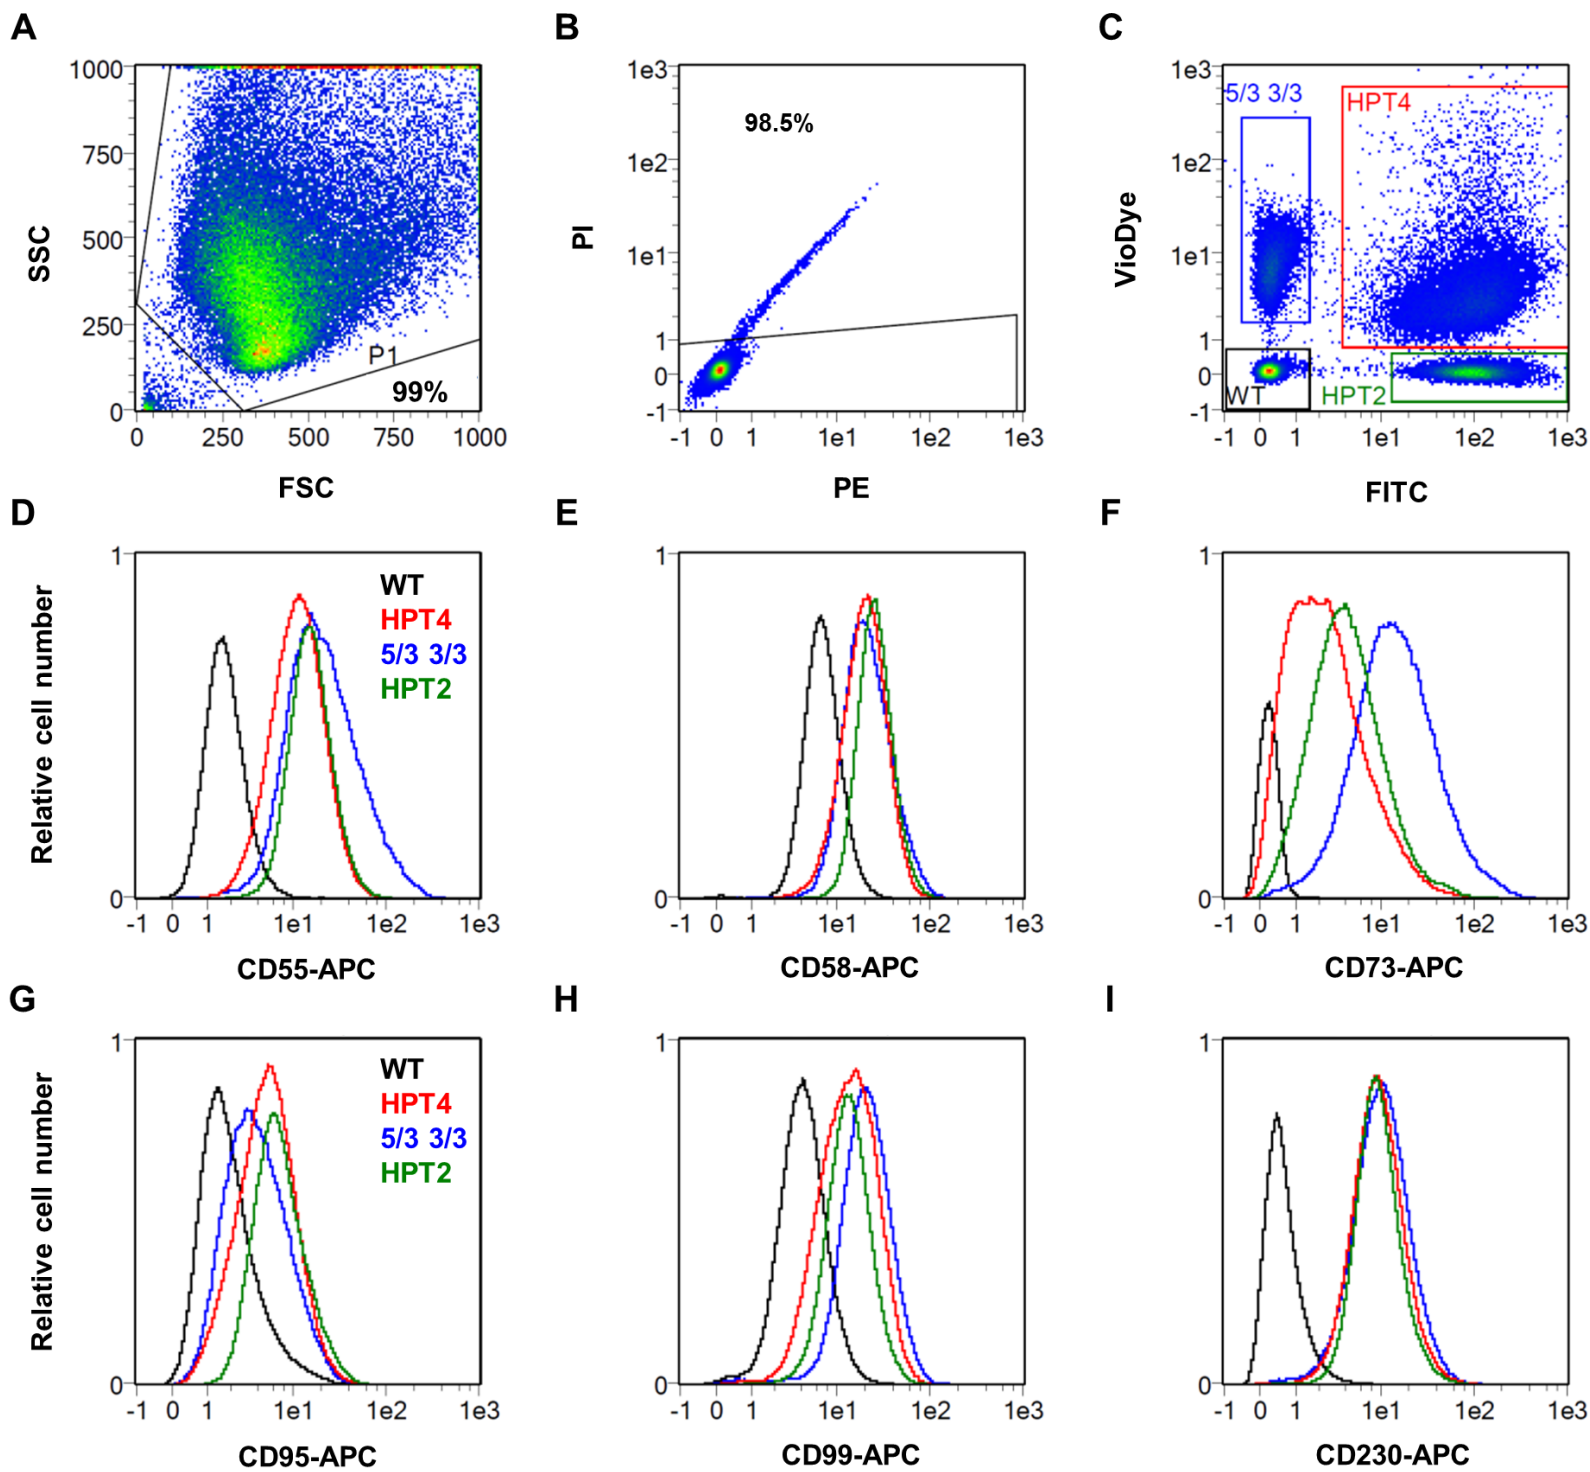 A
B
C
1000
750
500
250
0
SSC
P1
99%
0 250 500 750 1000
FSC
1e3
1e2
1e1
1
0
-1
PI
98.5%
-1 0 1 1e1 1e2 1e3
PE
1e3
1e2
1e1
1
0
-1
VioDye
5/3 3/3
HPT4
WT
HPT2
-1 0 1 1e1 1e2 1e3
FITC
D
E
F
1
0
Relative cell number
WT
HPT4
5/3 3/3
HPT2
-1 0 1 1e1 1e2 1e3
CD55-APC
1
0
-1 0 1 1e1 1e2 1e3
CD58-APC
1
0
-1 0 1 1e1 1e2 1e3
CD73-APC
G
H
I
1
0
Relative cell number
WT
HPT4
5/3 3/3
HPT2
-1 0 1 1e1 1e2 1e3
CD95-APC
1
0
-1 0 1 1e1 1e2 1e3
CD99-APC
1
0
-1 0 1 1e1 1e2 1e3
CD230-APC